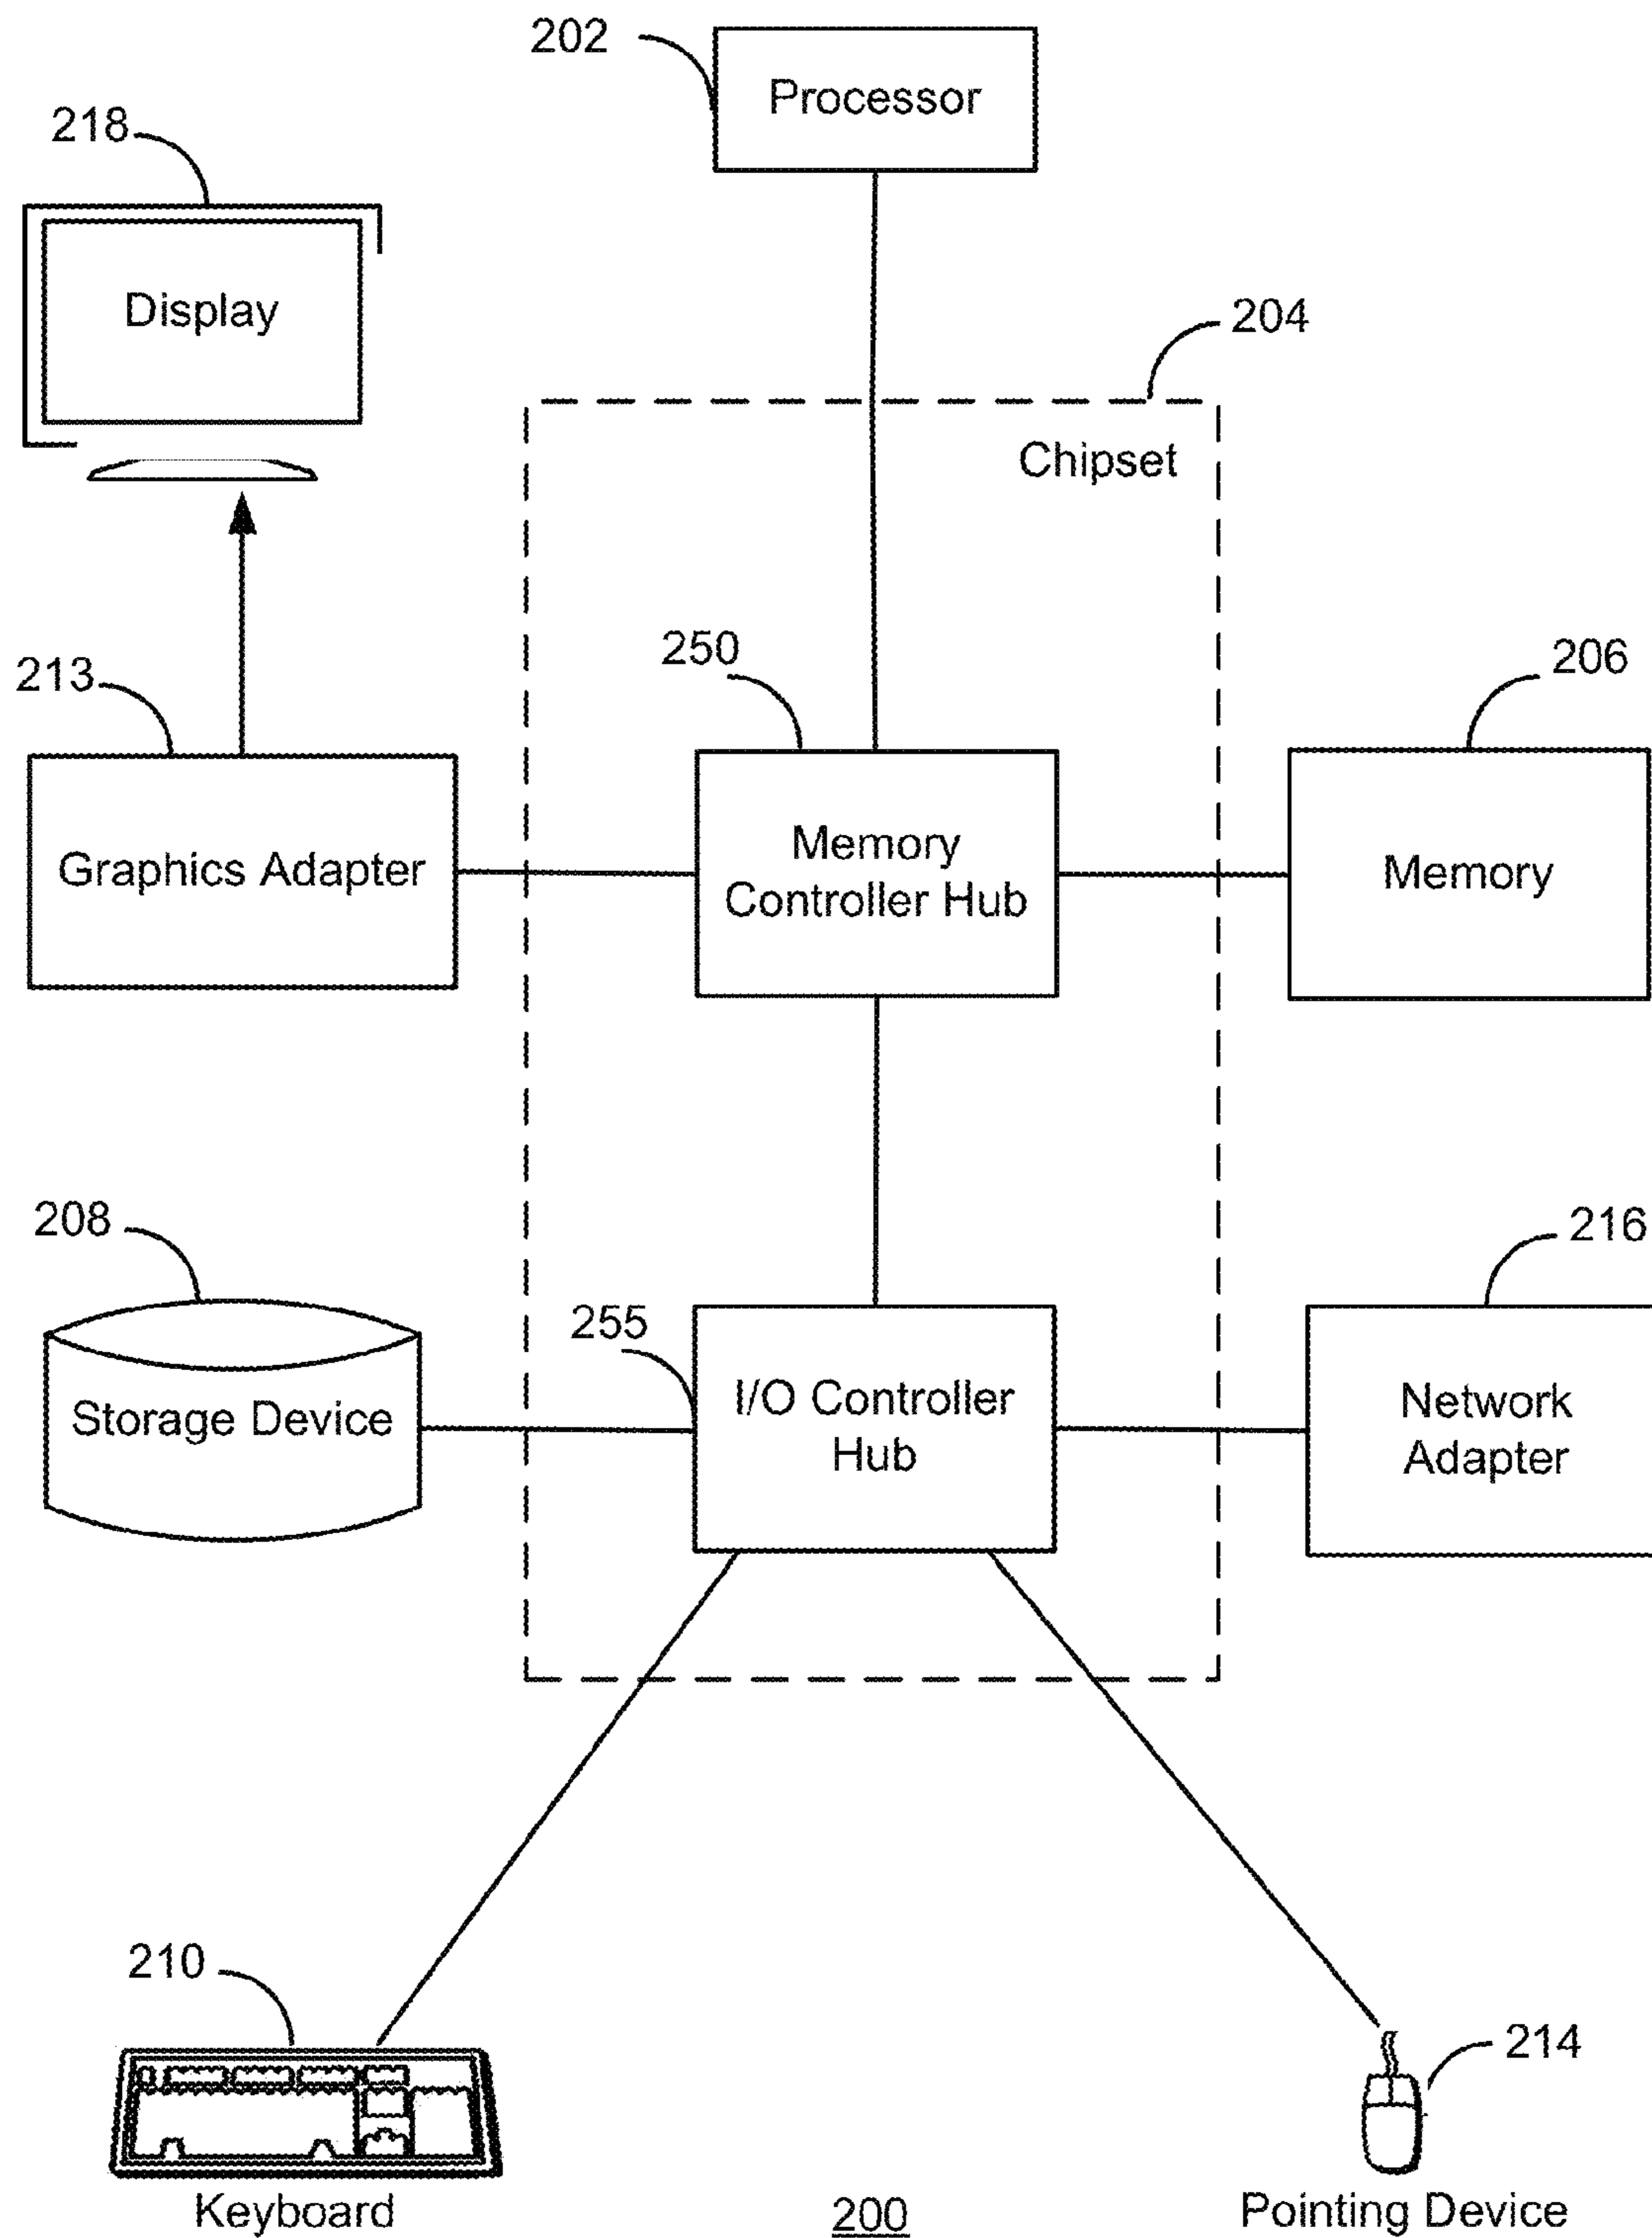 202
Processor
218
Display
204
Chipset
213
250
206
Graphics Adapter
Memory
Controller Hub
Memory
208
255
216
Storage Device
I/O Controller
Hub
Network
Adapter
210
214
Keyboard
200
Pointing Device